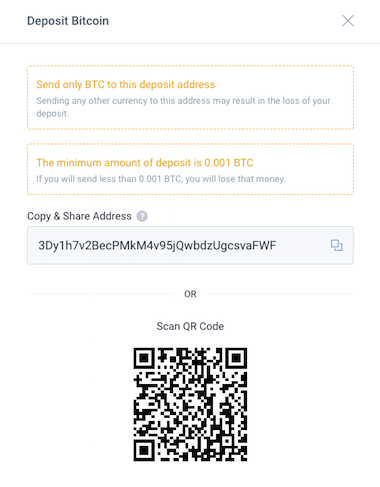 Deposit Bitcoin
Send only BTC to this deposit address
Sending any other currency to this address may result in the loss of your
deposit.
The minimum amount of deposit is 0.001 BTC
If you will send less than 0.001 BTC, you will lose that money.
Copy & Share Address ?
3Dy1h7v2BecPMkM4v95jQwbdzUgcsvaFWF
OR
Scan QR Code